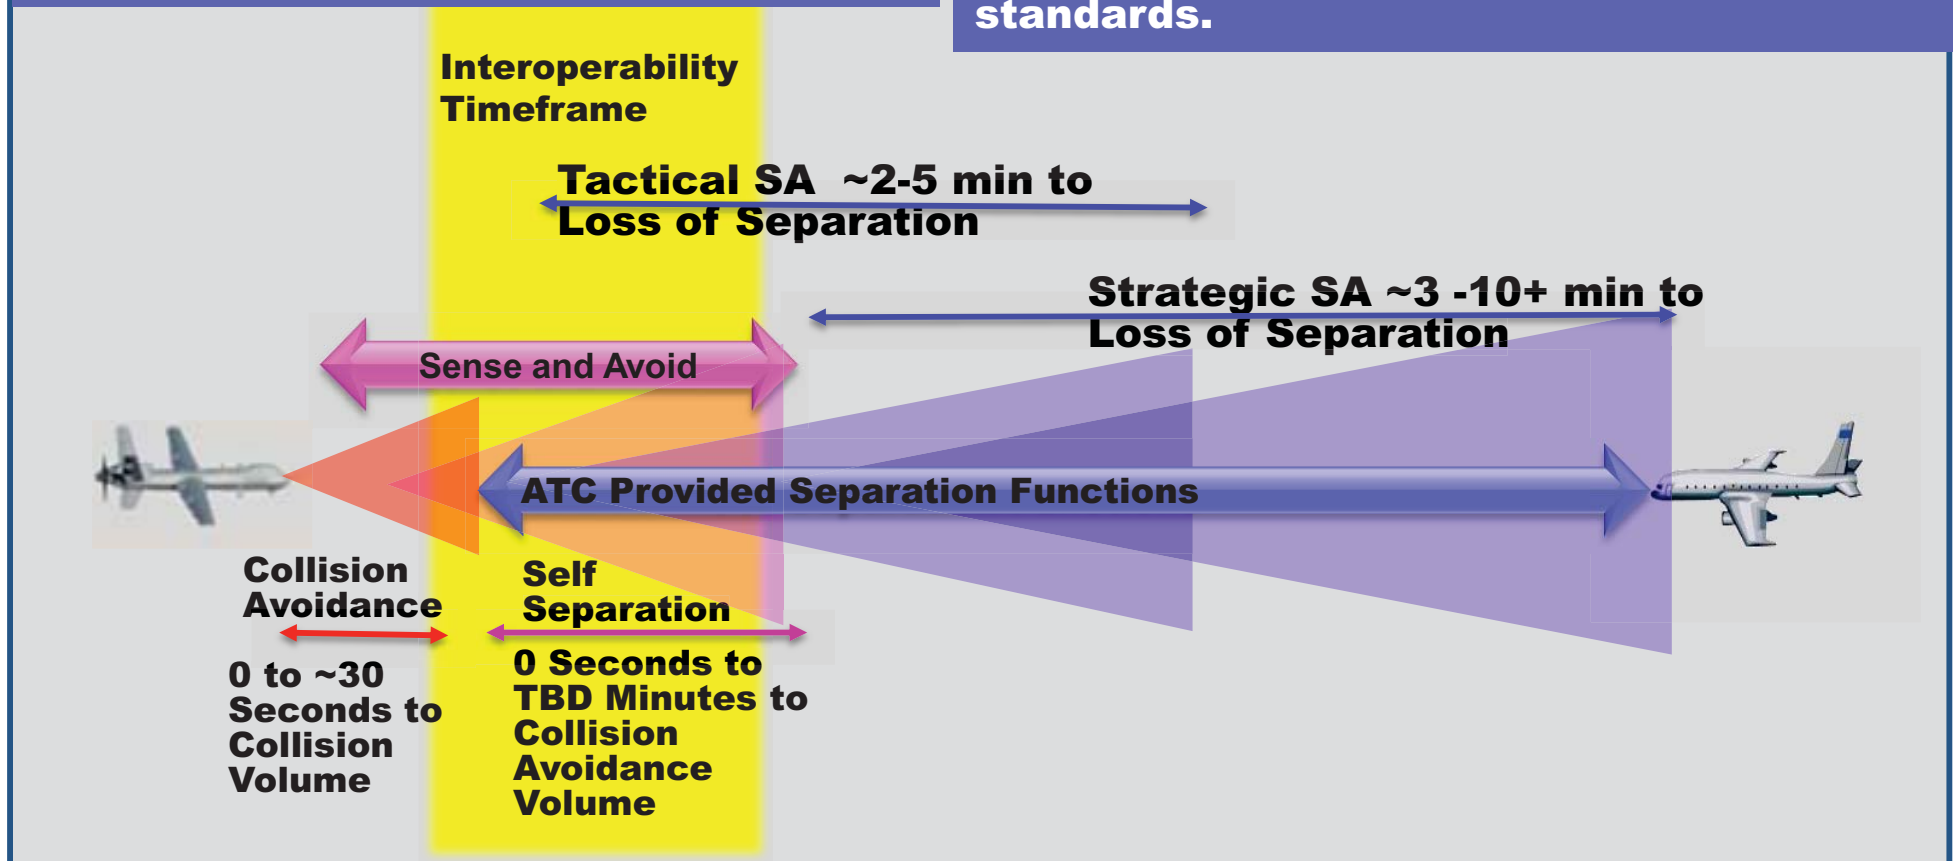 standards.
Interoperability
Timeframe
Tactical SA ~2-5 min to
Loss of Separation
Strategic SA ~3 -10+ min to
Loss of Separation
Sense and Avoid
ATC Provided Separation Functions
Collision
Avoidance
0 to ~30
Seconds to
Collision
Volume
Self
Separation
0 Seconds to
TBD Minutes to
Collision
Avoidance
Volume